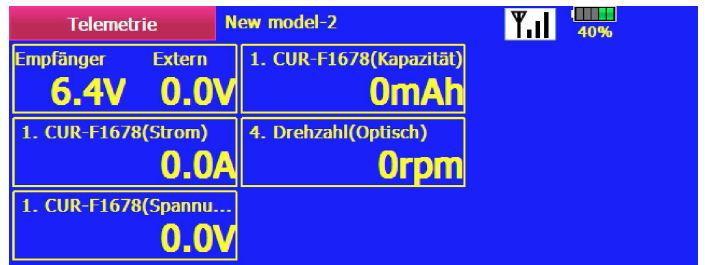 Telemetrie New model-2
40%
Empfänger Extern
6.4V 0.0V
1. CUR-F1678(Kapazität)
0mAh
1. CUR-F1678(Strom)
0.0A
4. Drehzahl(Optisch)
0rpm
1. CUR-F1678(Spannu...
0.0V